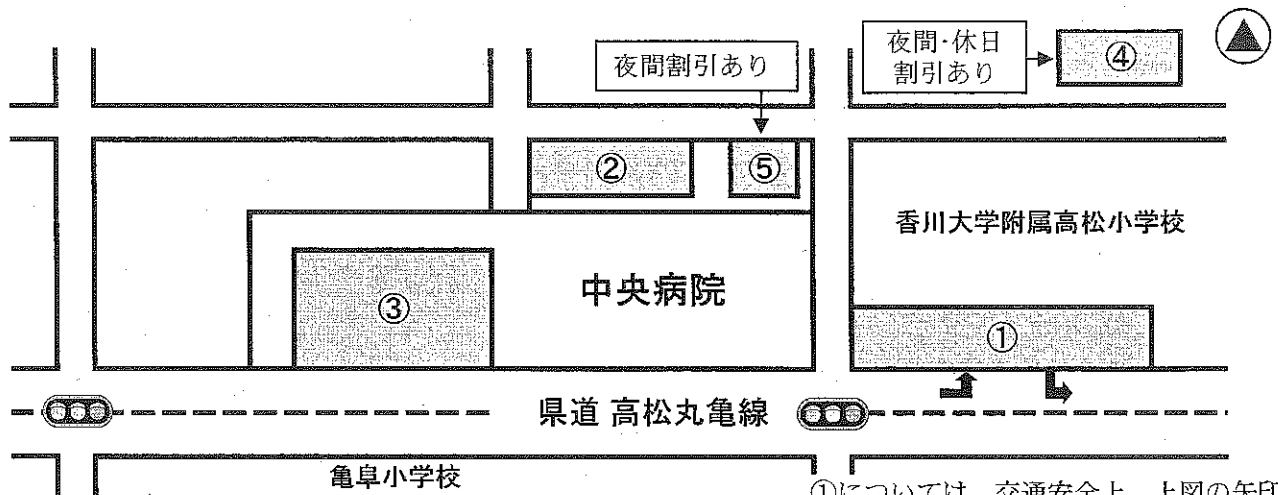 夜間割引あり
夜間・休日
割引あり
④
②
⑤
香川大学附属高松小学校
中央病院
③
①
県道 高松丸亀線
亀阜小学校
①については、交通安全上、上図の矢印